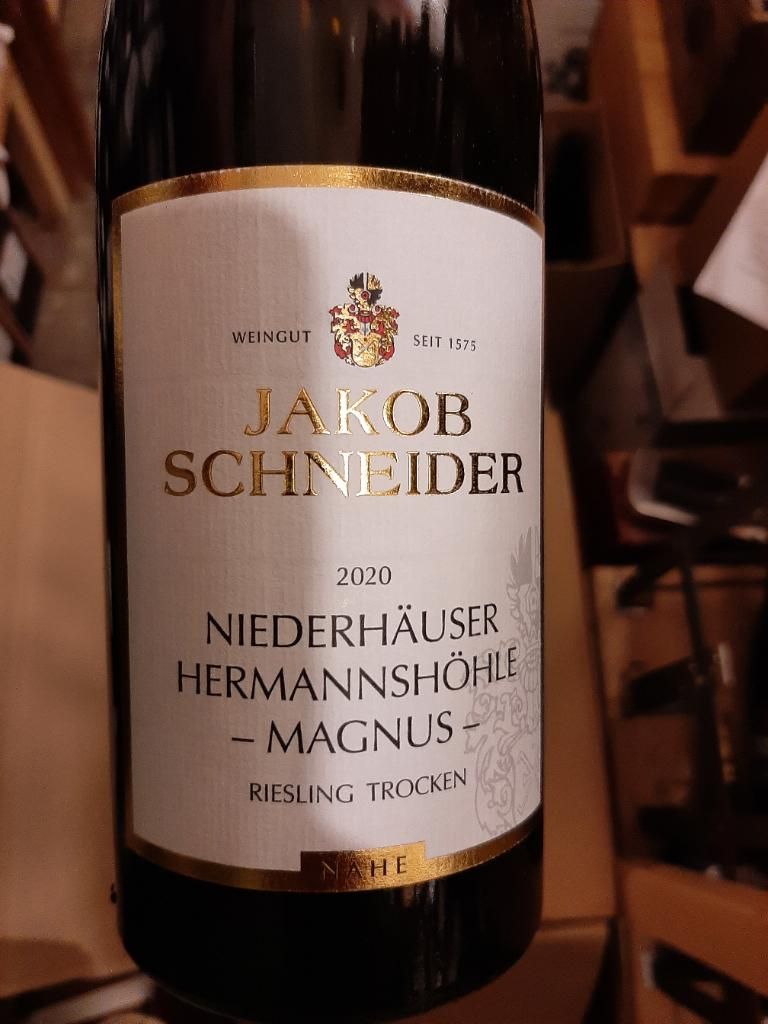 WEINGUT SEIT 1575
JAKOB
SCHNEIDER
2020
NIEDERHÄUSER
HERMANNSHÖHLE
– MAGNUS –
RIESLING TROCKEN
NAHE